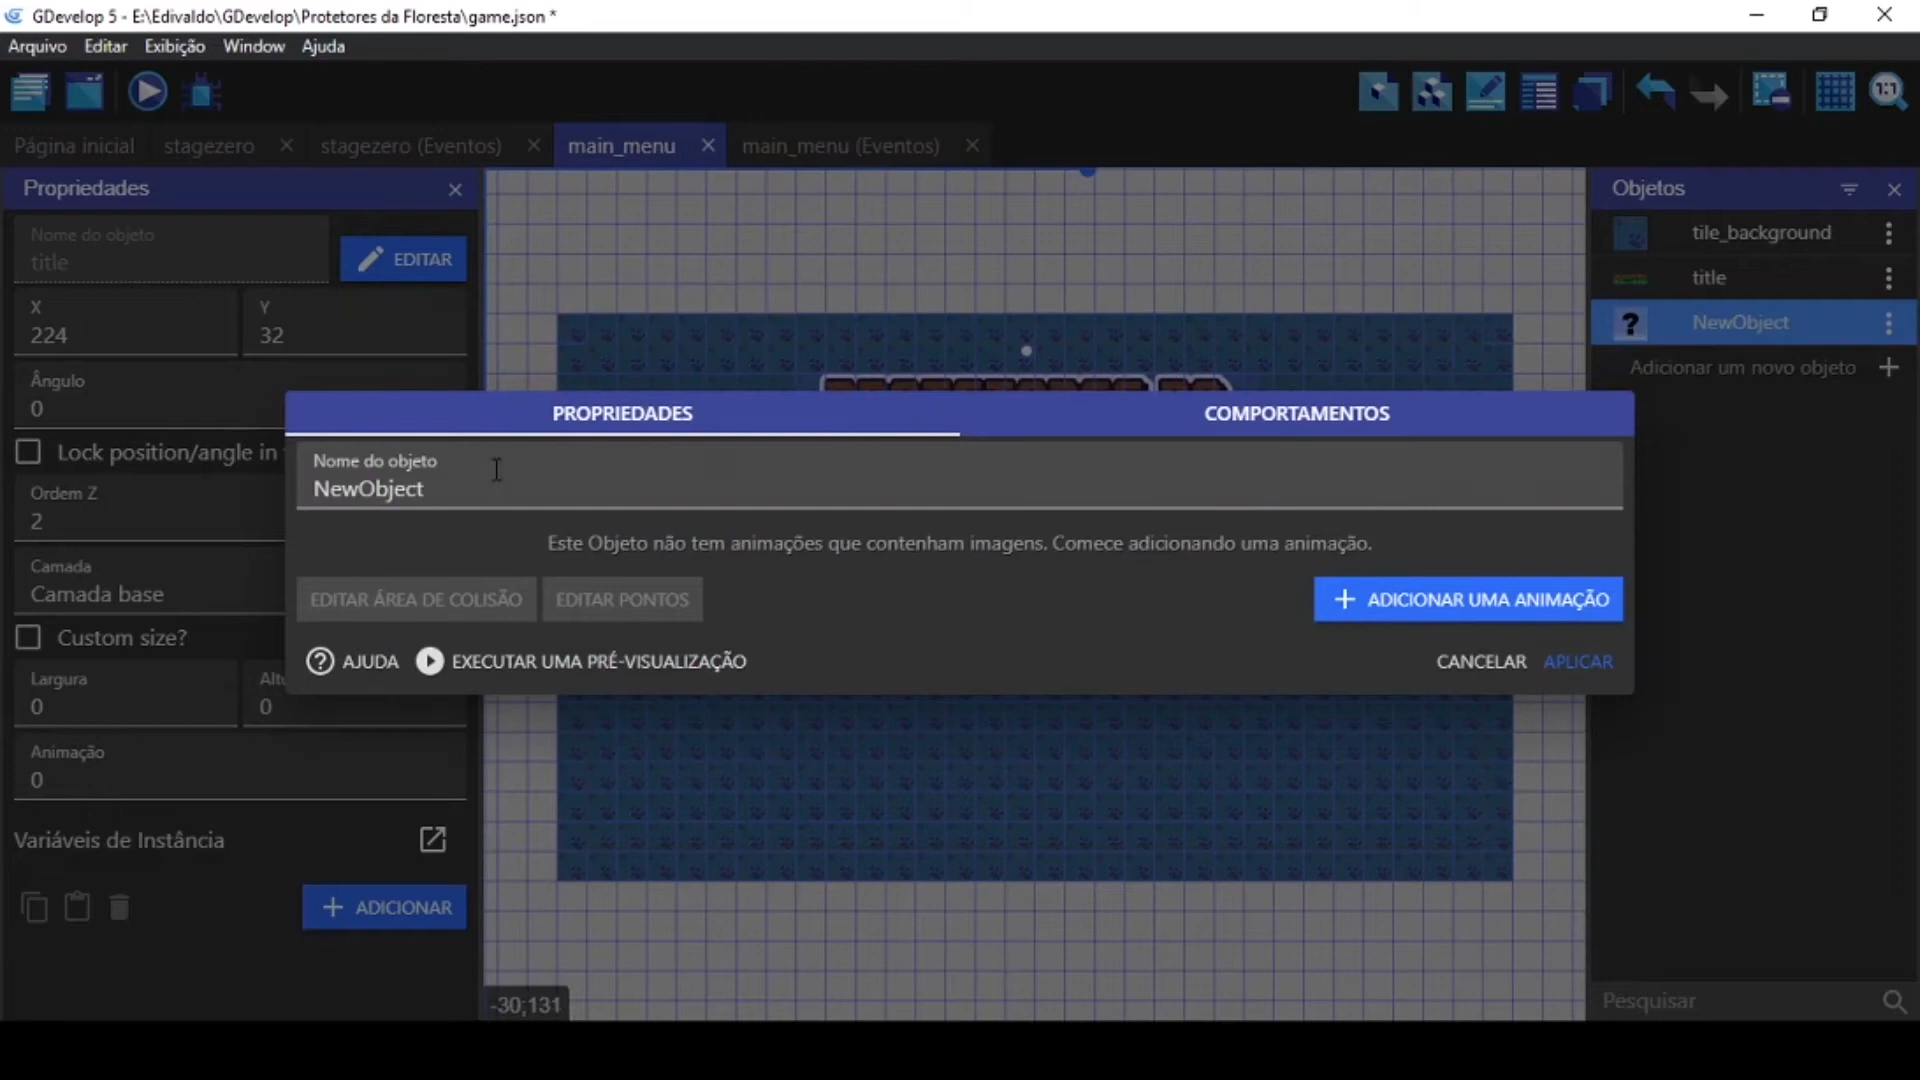 GDevelop 5 - E:\Edivaldo\GDevelop\Protetores da Floresta\game.json *
Arquivo Editar Exibição Window Ajuda
1:1
Página inicial stagezero stagezero (Eventos) main_menu main_menu (Eventos)
Propriedades
Nome do objeto
title
EDITAR
X
224
Y
32
Ângulo
0
Lock position/angle in
Ordem Z
2
Camada
Camada base
Custom size?
Largura
0
Altu
0
Animação
0
Variáveis de Instância
ADICIONAR
PROPRIEDADES
COMPORTAMENTOS
Nome do objeto
NewObject
Este Objeto não tem animações que contenham imagens. Comece adicionando uma animação.
EDITAR ÁREA DE COLISÃO
EDITAR PONTOS
ADICIONAR UMA ANIMAÇÃO
AJUDA
EXECUTAR UMA PRÉ-VISUALIZAÇÃO
CANCELAR
APLICAR
-30;131
Objetos
tile_background
title
NewObject
Adicionar um novo objeto
Pesquisar